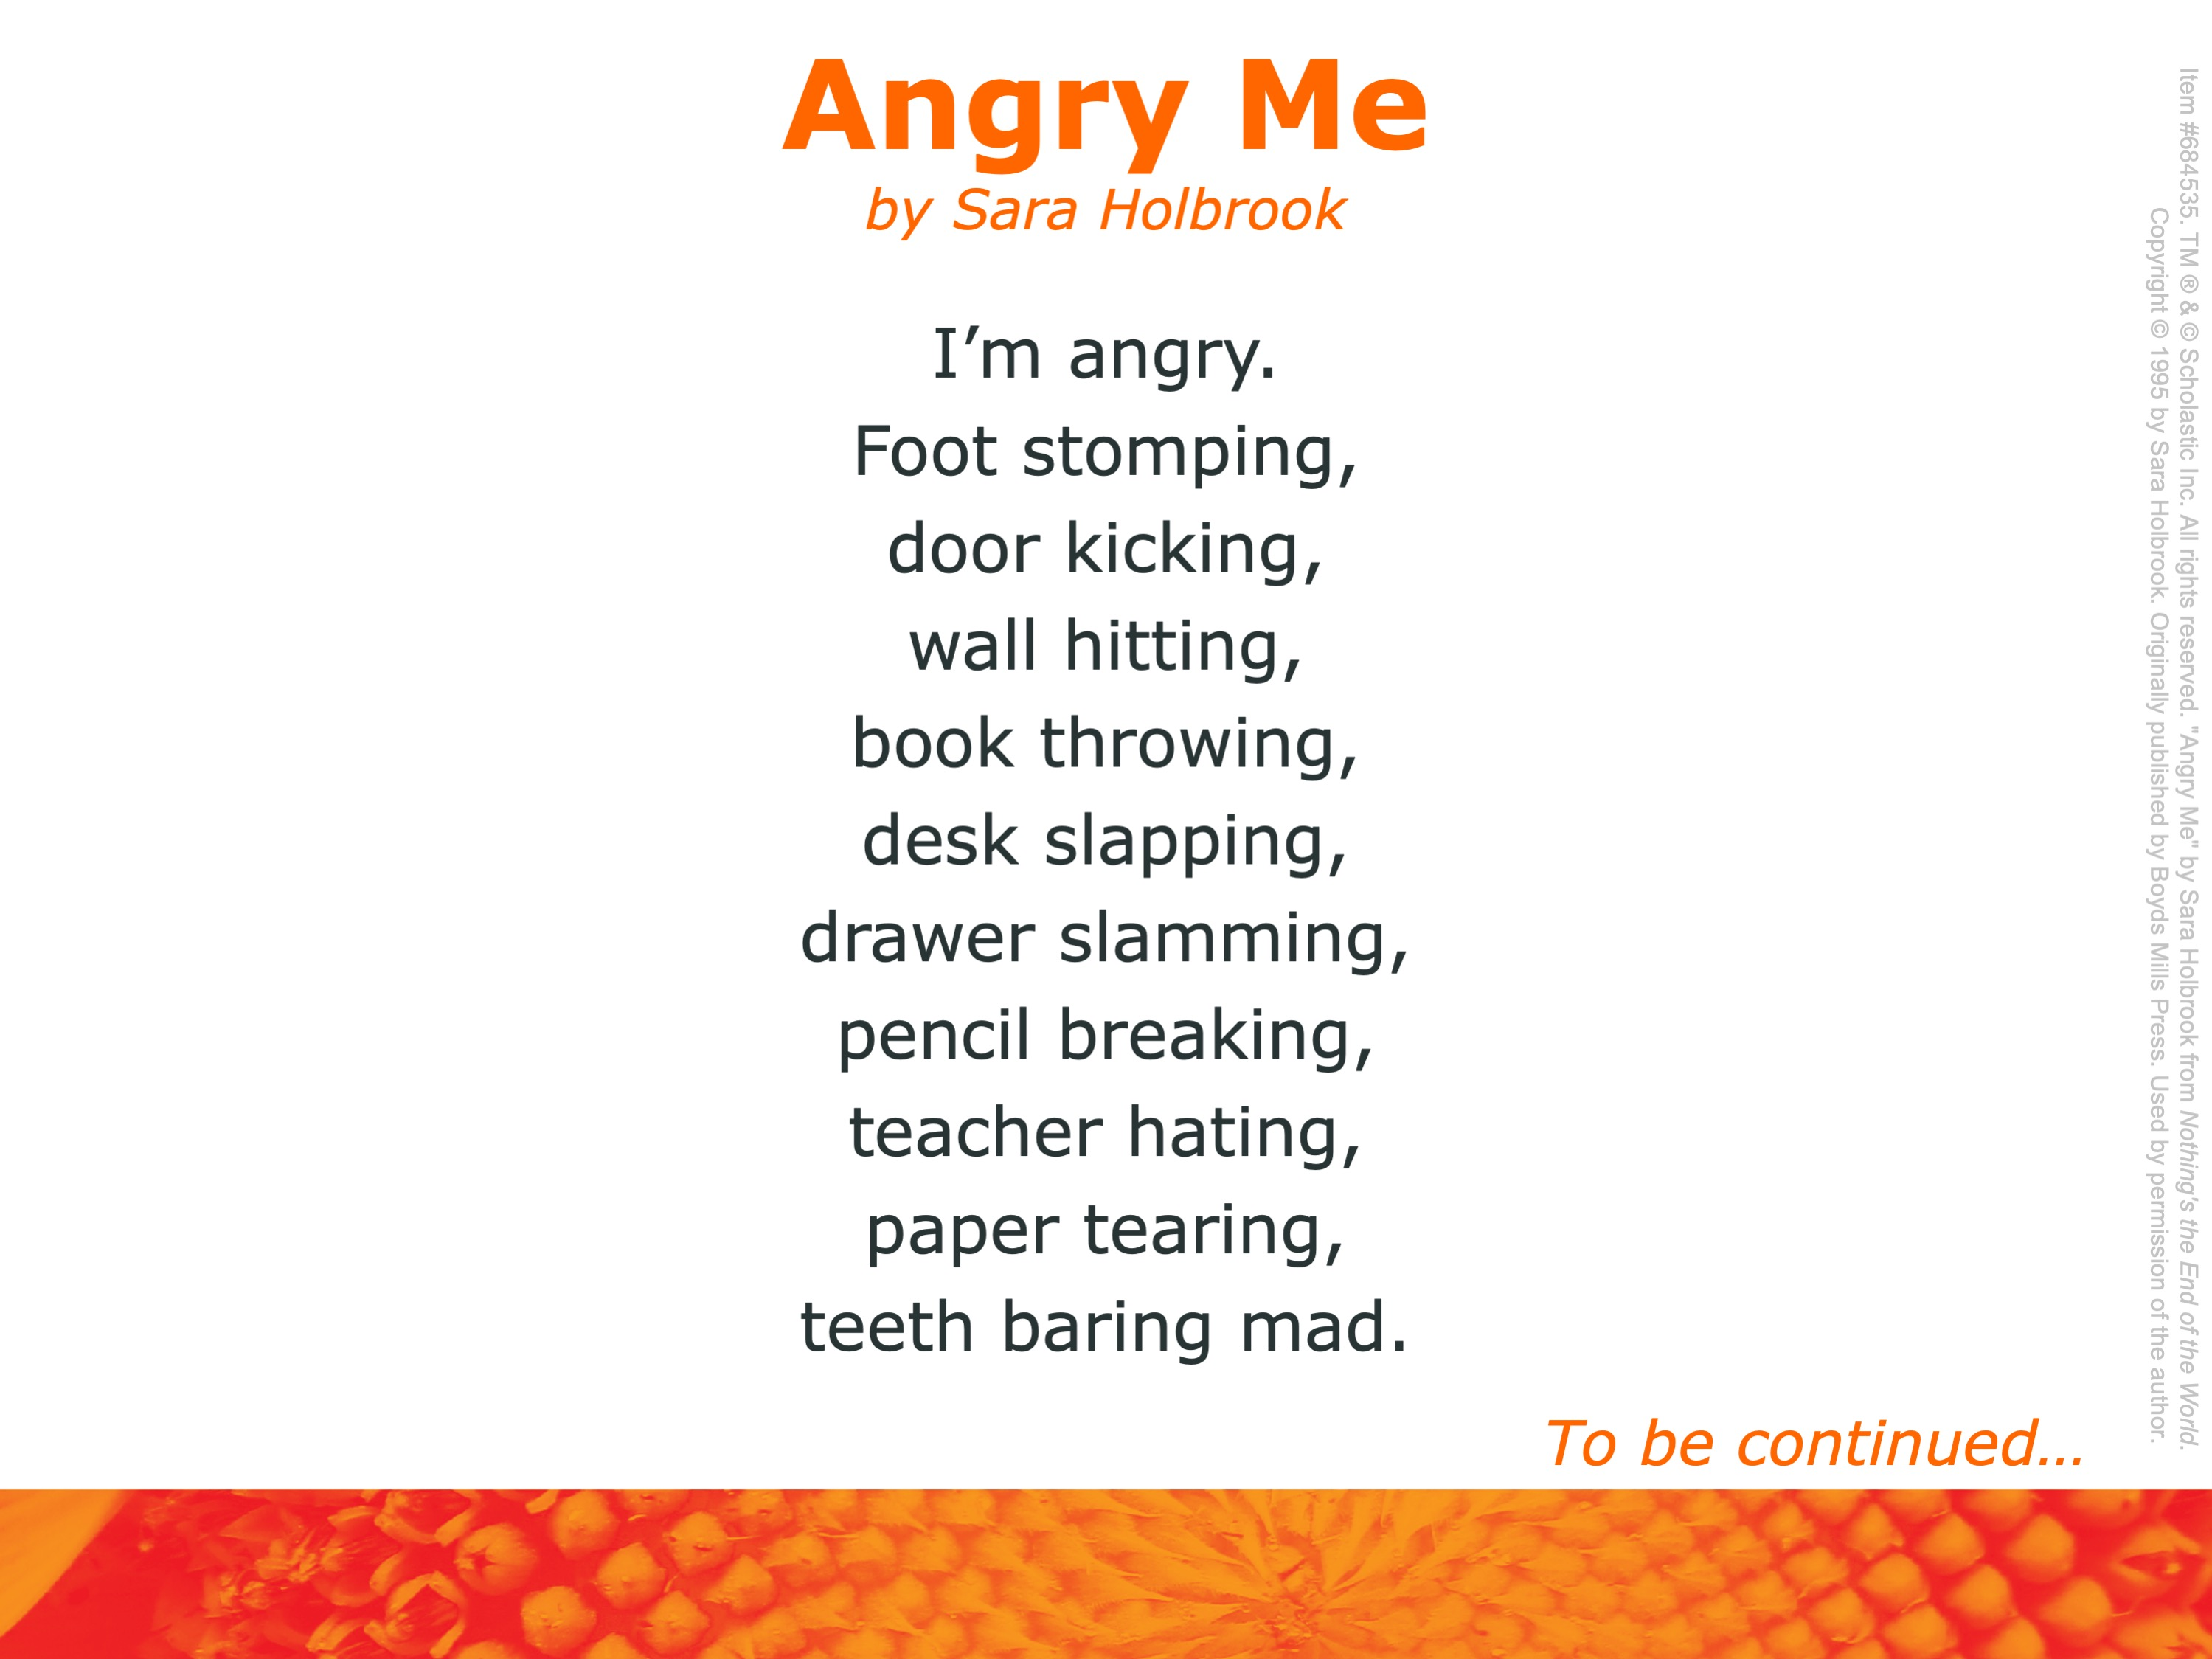 Angry Me
by Sara Holbrook
I’m angry.
Foot stomping,
door kicking,
wall hitting,
book throwing,
desk slapping,
drawer slamming,
pencil breaking,
teacher hating,
paper tearing,
teeth baring mad.
To be continued...
Item #684535. TM ® & © Scholastic Inc. All rights reserved. "Angry Me" by Sara Holbrook from Nothing's the End of the World.
Copyright © 1995 by Sara Holbrook. Originally published by Boyds Mills Press. Used by permission of the author.